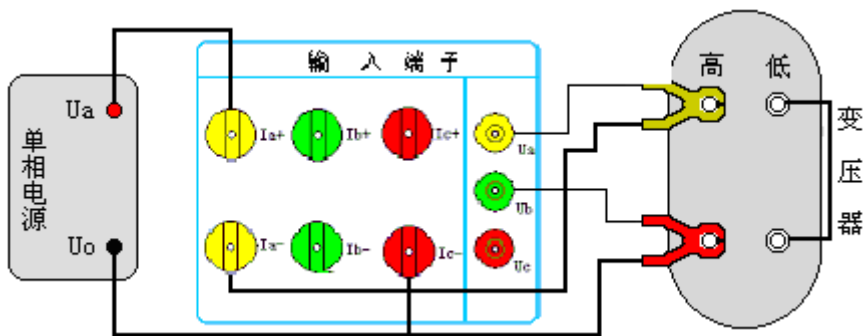 输入端子
高 低
Ua
Ia+ Ib+ Ic+
Ua
单相电源
变压器
Ub
Uo
Ia- Ib- Ic-
Uc